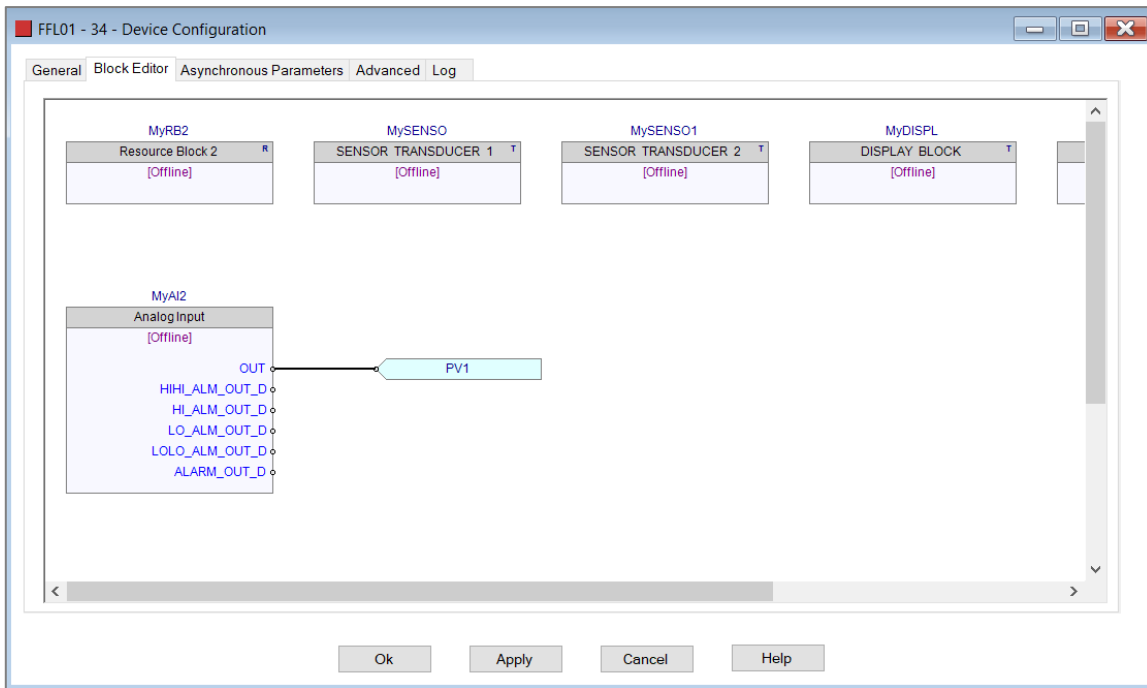 FFL01 - 34 - Device Configuration
General Block Editor Asynchronous Parameters Advanced Log
MyRB2 MySENSO MySENSO1 MyDISPL
Resource Block 2 R SENSOR TRANSDUCER 1 T SENSOR TRANSDUCER 2 T DISPLAY BLOCK T
[Offline] [Offline] [Offline] [Offline]
MyAI2
Analog Input
[Offline]
OUT PV1
HIHI_ALM_OUT_D
HI_ALM_OUT_D
LO_ALM_OUT_D
LOLO_ALM_OUT_D
ALARM_OUT_D
Ok Apply Cancel Help